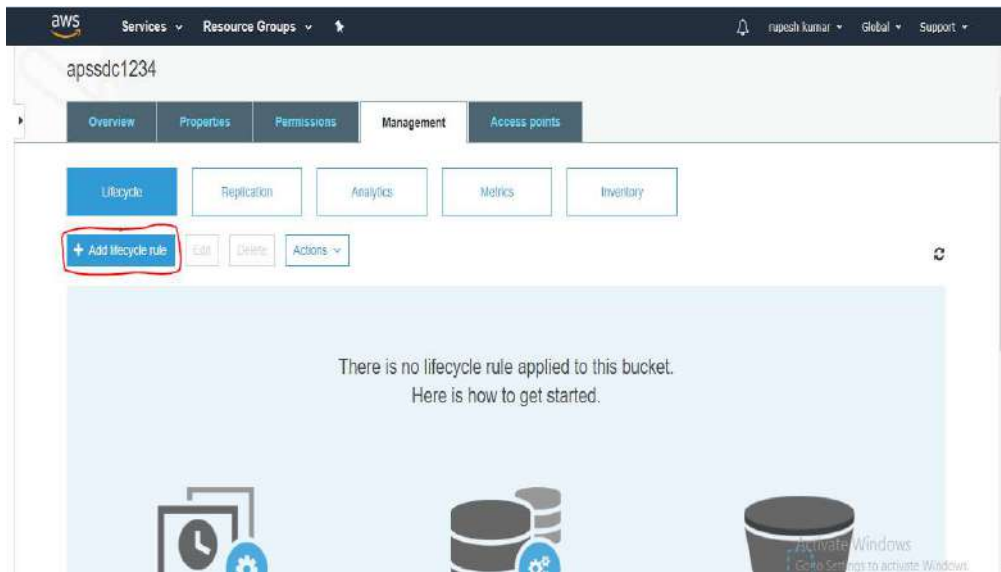 aws Services Resource Groups rupesh kumar Global Support
apssdc1234
Overview Properties Permissions Management Access points
Lifecycle Replication Analytics Metrics Inventory
+ Add lifecycle rule Edit Delete Actions
There is no lifecycle rule applied to this bucket.
Here is how to get started.
Activate Windows
Go to Settings to activate Windows.